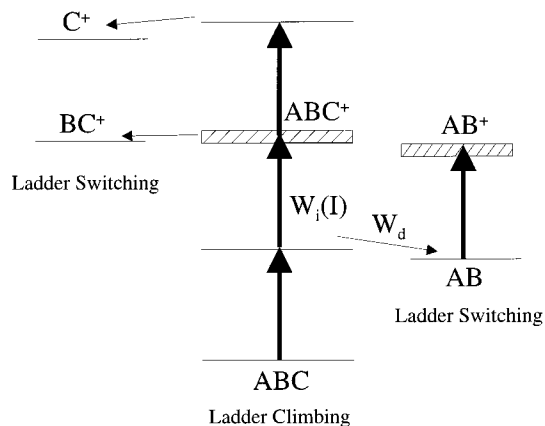 C+
ABC+
BC+
AB+
Ladder Switching
Wi(I)
Wd
AB
Ladder Switching
ABC
Ladder Climbing